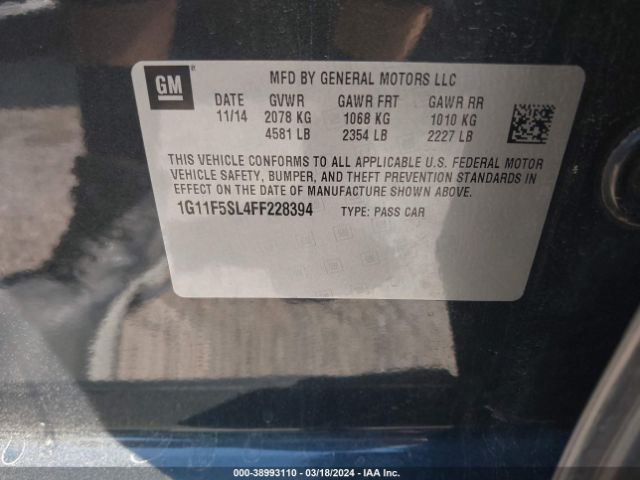 GM
MFD BY GENERAL MOTORS LLC
DATE GVWR GAWR FRT GAWR RR
11/14 2078 KG 1068 KG 1010 KG
4581 LB 2354 LB 2227 LB
THIS VEHICLE CONFORMS TO ALL APPLICABLE U.S. FEDERAL MOTOR
VEHICLE SAFETY, BUMPER, AND THEFT PREVENTION STANDARDS IN
EFFECT ON THE DATE OF MANUFACTURE SHOWN ABOVE.
1G11F5SL4FF228394 TYPE: PASS CAR
000-38993110 — 03/18/2024 — IAA Inc.